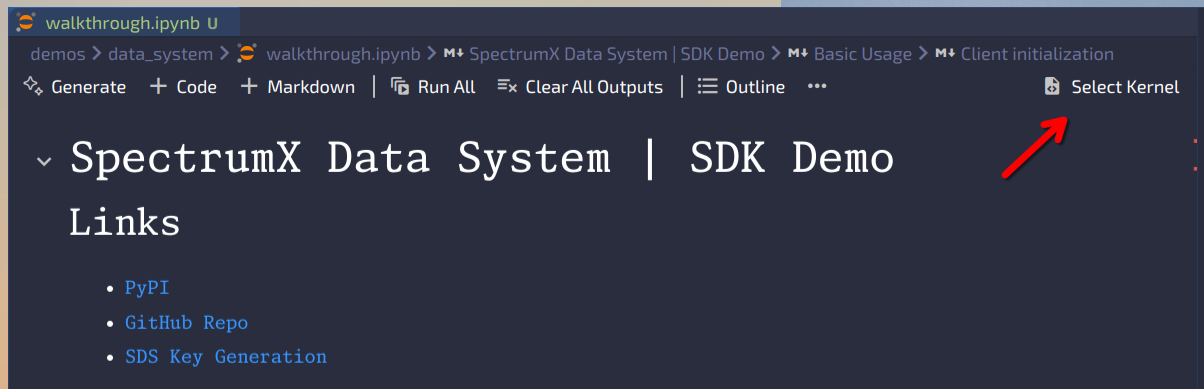 walkthrough.ipynb U
demos > data_system > walkthrough.ipynb > M↓ SpectrumX Data System | SDK Demo > M↓ Basic Usage > M↓ Client initialization
Generate + Code + Markdown | Run All Clear All Outputs | Outline ··· Select Kernel
SpectrumX Data System | SDK Demo
Links
• PyPI
• GitHub Repo
• SDS Key Generation